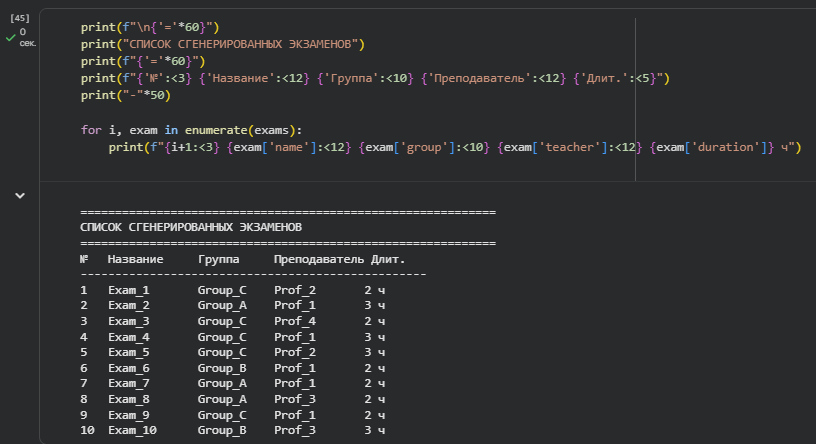 [45]
0
сек.
print(f"\n{'='*60}")
print("СПИСОК СГЕНЕРИРОВАННЫХ ЭКЗАМЕНОВ")
print(f"{'='*60}")
print(f"{'№':<3} {'Название':<12} {'Группа':<10} {'Преподаватель':<12} {'Длит.':<5}")
print("-"*50)
for i, exam in enumerate(exams):
print(f"{i+1:<3} {exam['name']:<12} {exam['group']:<10} {exam['teacher']:<12} {exam['duration']} ч")
============================================================
СПИСОК СГЕНЕРИРОВАННЫХ ЭКЗАМЕНОВ
============================================================
№ Название Группа Преподаватель Длит.
--------------------------------------------------
1 Exam_1 Group_C Prof_2 2 ч
2 Exam_2 Group_A Prof_1 3 ч
3 Exam_3 Group_C Prof_4 2 ч
4 Exam_4 Group_C Prof_1 3 ч
5 Exam_5 Group_C Prof_2 3 ч
6 Exam_6 Group_B Prof_1 2 ч
7 Exam_7 Group_A Prof_1 2 ч
8 Exam_8 Group_A Prof_3 2 ч
9 Exam_9 Group_C Prof_1 2 ч
10 Exam_10 Group_B Prof_3 3 ч